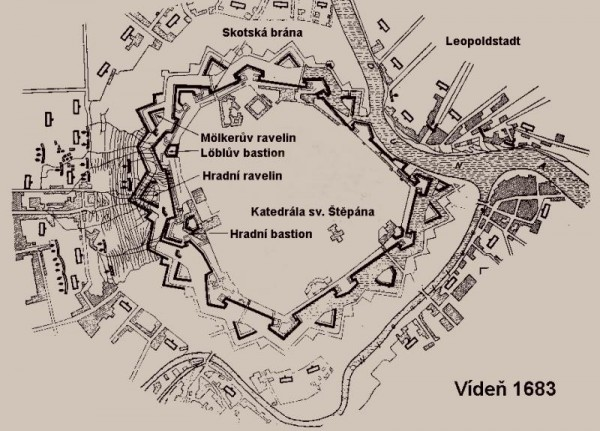 Skotská brána
Leopoldstadt
Mölkerův ravelin
Löblův bastion
Hradní ravelin
Katedrála sv. Štěpána
Hradní bastion
Vídeň 1683